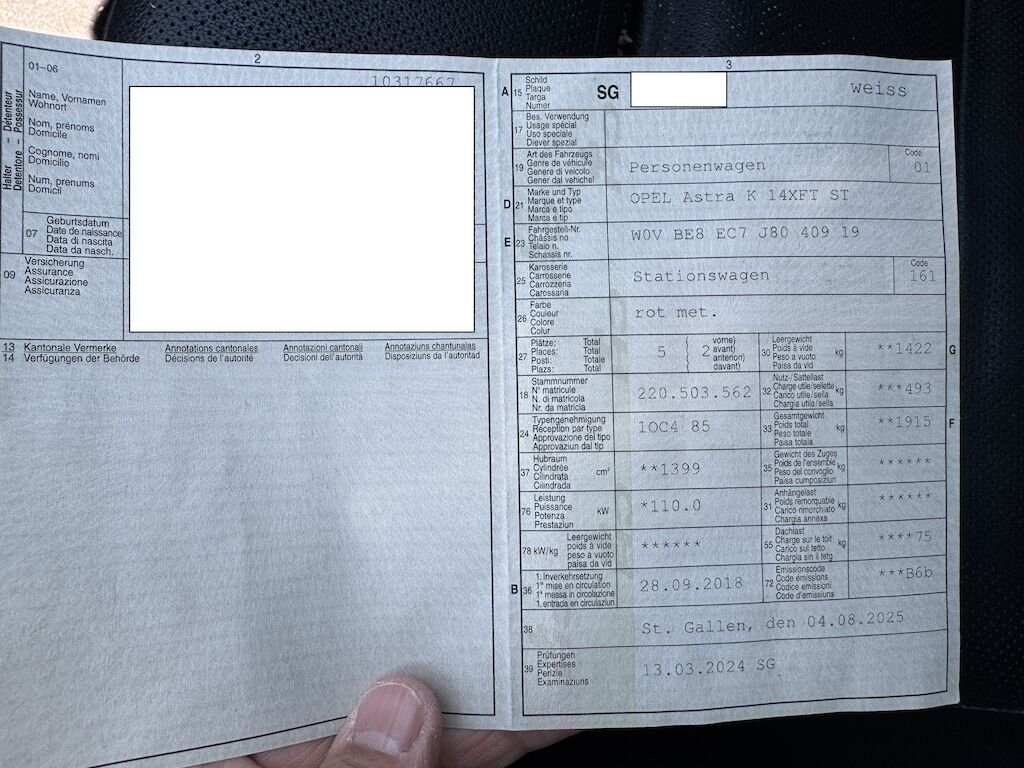 2
01-06
10317667
Halter - Détenteur
Detentore - Possessur
Name, Vornamen
Wohnort
Nom, prénoms
Domicile
Cognome, nomi
Domicilio
Num, prenums
Domicil
07
Geburtsdatum
Date de naissance
Data di nascita
Data da nasch.
09
Versicherung
Assurance
Assicurazione
Assicuranza
13 Kantonale Vermerke
14 Verfügungen der Behörde
Annotations cantonales
Décisions de l'autorité
Annotazioni cantonali
Decisioni dell'autorità
Annotaziuns chantunalas
Disposiziuns da l'autoritad
3
A 15
Schild
Plaque
Targa
Numer
SG
weiss
17
Bes. Verwendung
Usage spécial
Uso speciale
Diever spezial
19
Art des Fahrzeugs
Genre de véhicule
Genere di veicolo
Gener dal vehichel
Personenwagen
Code
01
D 21
Marke und Typ
Marque et type
Marca e tipo
Marca e tip
OPEL Astra K 14XFT ST
E 23
Fahrgestell-Nr.
Châssis no
Telaio n.
Schassis nr.
W0V BE8 EC7 J80 409 19
25
Karosserie
Carrosserie
Carrozzeria
Carossaria
Stationswagen
Code
161
26
Farbe
Couleur
Colore
Colur
rot met.
27
Plätze: Total
Places: Total
Posti: Totale
Plazs: Total
5
( vorne)
2 avant)
anteriori)
davant)
30
Leergewicht
Poids à vide
Peso a vuoto
Paisa da vid
kg
**1422
G
18
Stammnummer
N° matricule
N. di matricola
Nr. da matricla
220.503.562
32
Nutz-/Sattellast
Charge utile/sellette
Carico utile/sella
Chargia utila/sella
kg
***493
24
Typengenehmigung
Réception par type
Approvazione del tipo
Approvaziun dal tip
1OC4 85
33
Gesamtgewicht
Poids total
Peso totale
Paisa totala
kg
**1915
F
37
Hubraum
Cylindrée
Cilindrata
Cilindrada
cm³
**1399
35
Gewicht des Zuges
Poids de l'ensemble
Peso del convoglio
Paisa cumposiziun
kg
******
76
Leistung
Puissance
Potenza
Prestaziun
kW
*110.0
31
Anhängelast
Poids remorquable
Carico rimorchiato
Chargia annexa
kg
******
78 kW/kg
Leergewicht
poids à vide
peso a vuoto
paisa da vid
******
55
Dachlast
Charge sur le toit
Carico sul tetto
Chargia sin il tetg
kg
****75
B 36
1. Inverkehrsetzung
1re mise en circulation
1a messa in circolazione
1. entrada en circulaziun
28.09.2018
72
Emissionscode
Code émissions
Codice emissioni
Code d'emissiuns
***B6b
38
St. Gallen, den 04.08.2025
39
Prüfungen
Expertises
Perizie
Examinaziuns
13.03.2024 SG